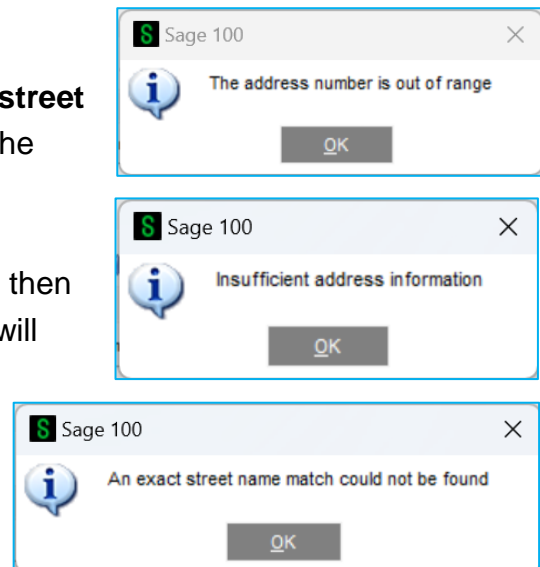 Sage 100
The address number is out of range
street
he
OK
Sage 100
Insufficient address information
then
will
OK
Sage 100
An exact street name match could not be found
OK